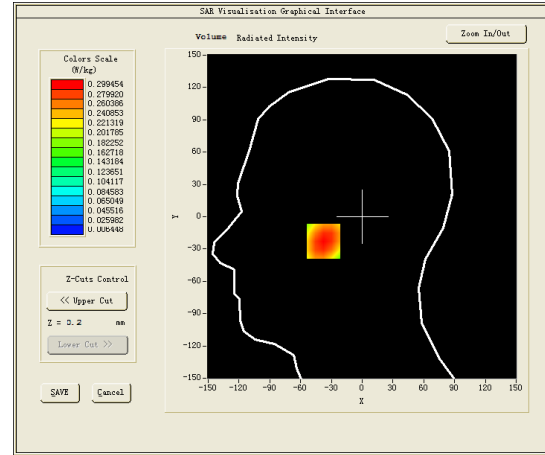 SAR Visualisation Graphical Interface
Colors Scale
(W/kg)
0.299454
0.279920
0.260386
0.240853
0.221319
0.201785
0.182252
0.162718
0.143184
0.123651
0.104117
0.084583
0.065049
0.045516
0.025982
0.006448
Z-Cuts Control
<< Upper Cut
Z = 3.2 mm
Lower Cut >>
SAVE
Cancel
Volume Radiated Intensity
Zoom In/Out
150
120
90
60
30
0
-30
-60
-90
-120
-150
Y
-150 -120 -90 -60 -30 0 30 60 90 120 150
X